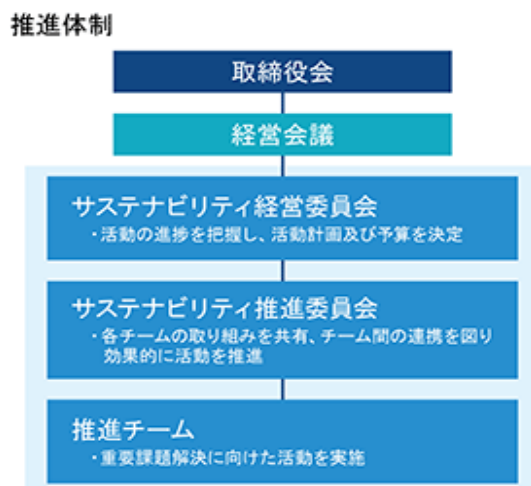 推進体制
取締役会
経営会議
サステナビリティ経営委員会
・活動の進捗を把握し、活動計画及び予算を決定
サステナビリティ推進委員会
・各チームの取り組みを共有、チーム間の連携を図り
効果的に活動を推進
推進チーム
・重要課題解決に向けた活動を実施